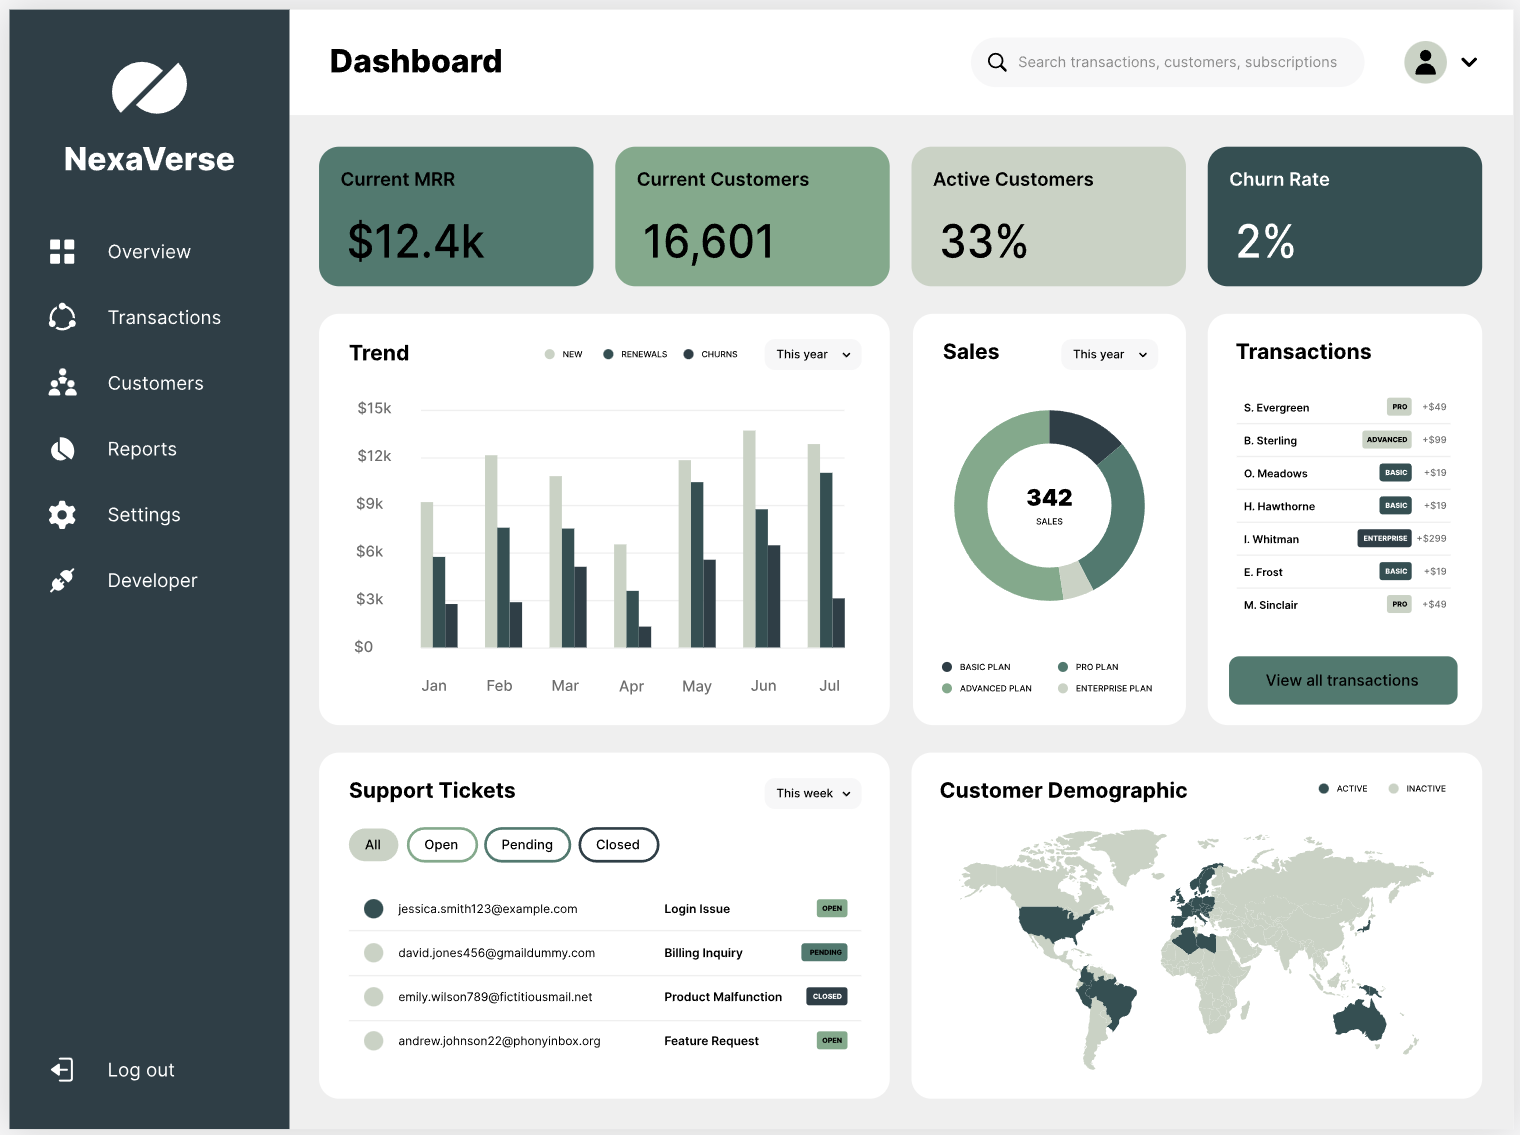 NexaVerse
Overview
Transactions
Customers
Reports
Settings
Developer
Log out
Dashboard
Search transactions, customers, subscriptions
Current MRR
$12.4k
Current Customers
16,601
Active Customers
33%
Churn Rate
2%
Trend
NEW RENEWALS CHURNS
This year
$15k
$12k
$9k
$6k
$3k
$0
Jan Feb Mar Apr May Jun Jul
Sales
This year
342
SALES
BASIC PLAN PRO PLAN
ADVANCED PLAN ENTERPRISE PLAN
Transactions
S. Evergreen PRO +$49
B. Sterling ADVANCED +$99
O. Meadows BASIC +$19
H. Hawthorne BASIC +$19
I. Whitman ENTERPRISE +$299
E. Frost BASIC +$19
M. Sinclair PRO +$49
View all transactions
Support Tickets
This week
All Open Pending Closed
jessica.smith123@example.com Login Issue OPEN
david.jones456@gmaildummy.com Billing Inquiry PENDING
emily.wilson789@fictitiousmail.net Product Malfunction CLOSED
andrew.johnson22@phonyinbox.org Feature Request OPEN
Customer Demographic
ACTIVE INACTIVE